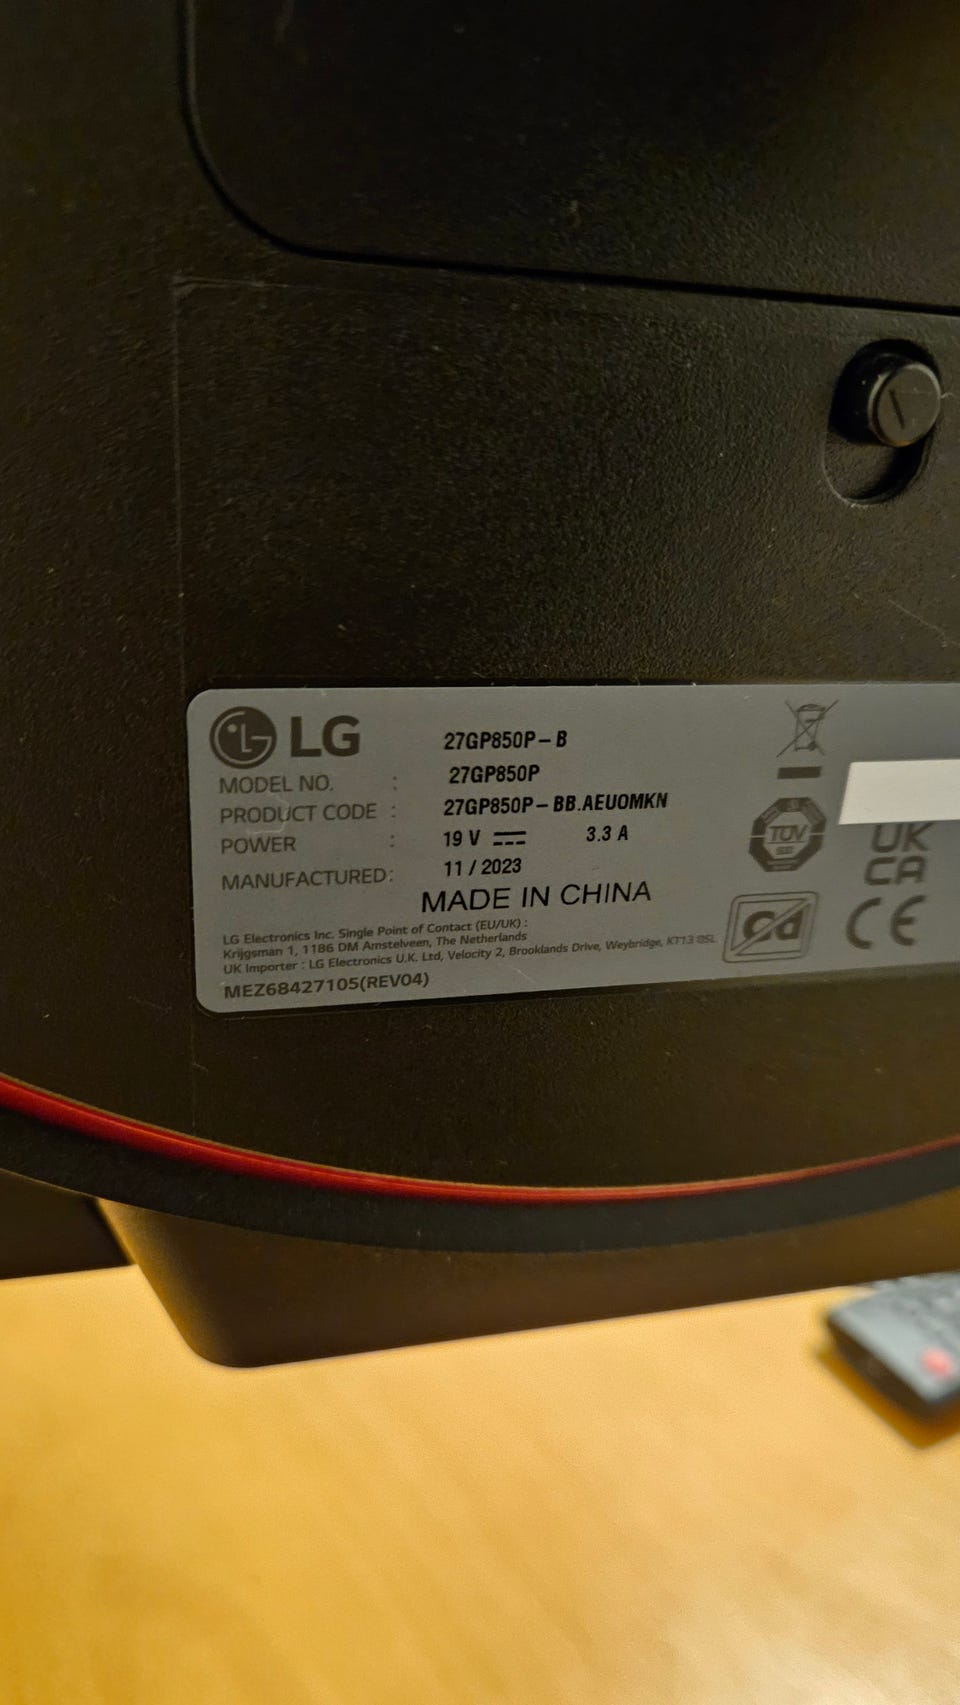 LG 27GP850P-B
MODEL NO. : 27GP850P
PRODUCT CODE : 27GP850P-BB.AEUOMKN
POWER : 19 V 3.3 A
MANUFACTURED: 11 / 2023
MADE IN CHINA
LG Electronics Inc. Single Point of Contact (EU/UK) :
Krijgsman 1, 1186 DM Amstelveen, The Netherlands
UK Importer : LG Electronics U.K. Ltd, Velocity 2, Brooklands Drive, Weybridge, KT13 0SL
MEZ68427105(REV04)
TÜV
UK
CA
Cd
CE